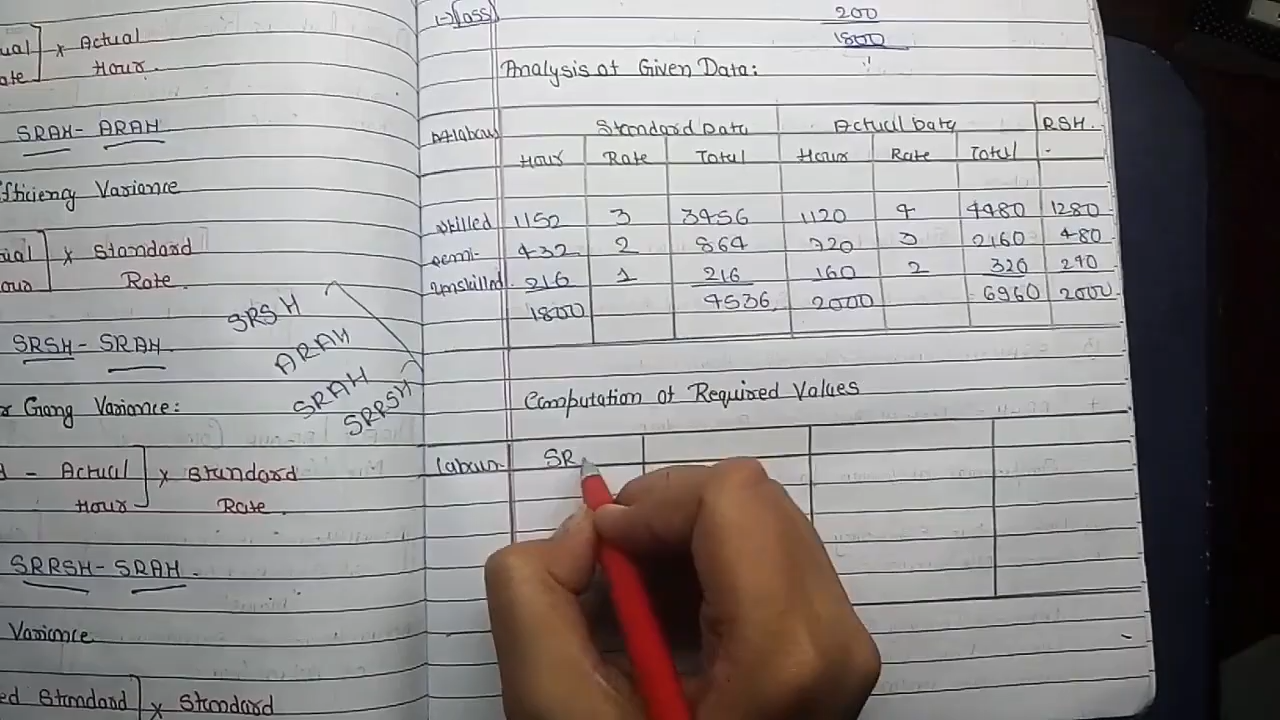 ual] x Actual
ate] Hour.
SRAH- ARAH
fficieny Variance
x Standard
our Rate.
SRSH- SRAH
SRSH
ARAH
SRAH
SRRSH
r Gang Variance:
d - Actual] x Standard
Hour Rate.
SRRSH- SRAH.
Variance
ed Standard] x Standard
(-) loss 200
1800
Analysis of Given Data:
Standard Data Actual Data RSH.
Hour Rate Total Hour Rate Total
skilled 1152 3 3456 1120 4 4480 1280
semi- 432 2 864 720 3 2160 480
unskilled. 216 1 216 160 2 320 240
1800 4536 2000 6960 2000
Computation of Required Values
labour. SR